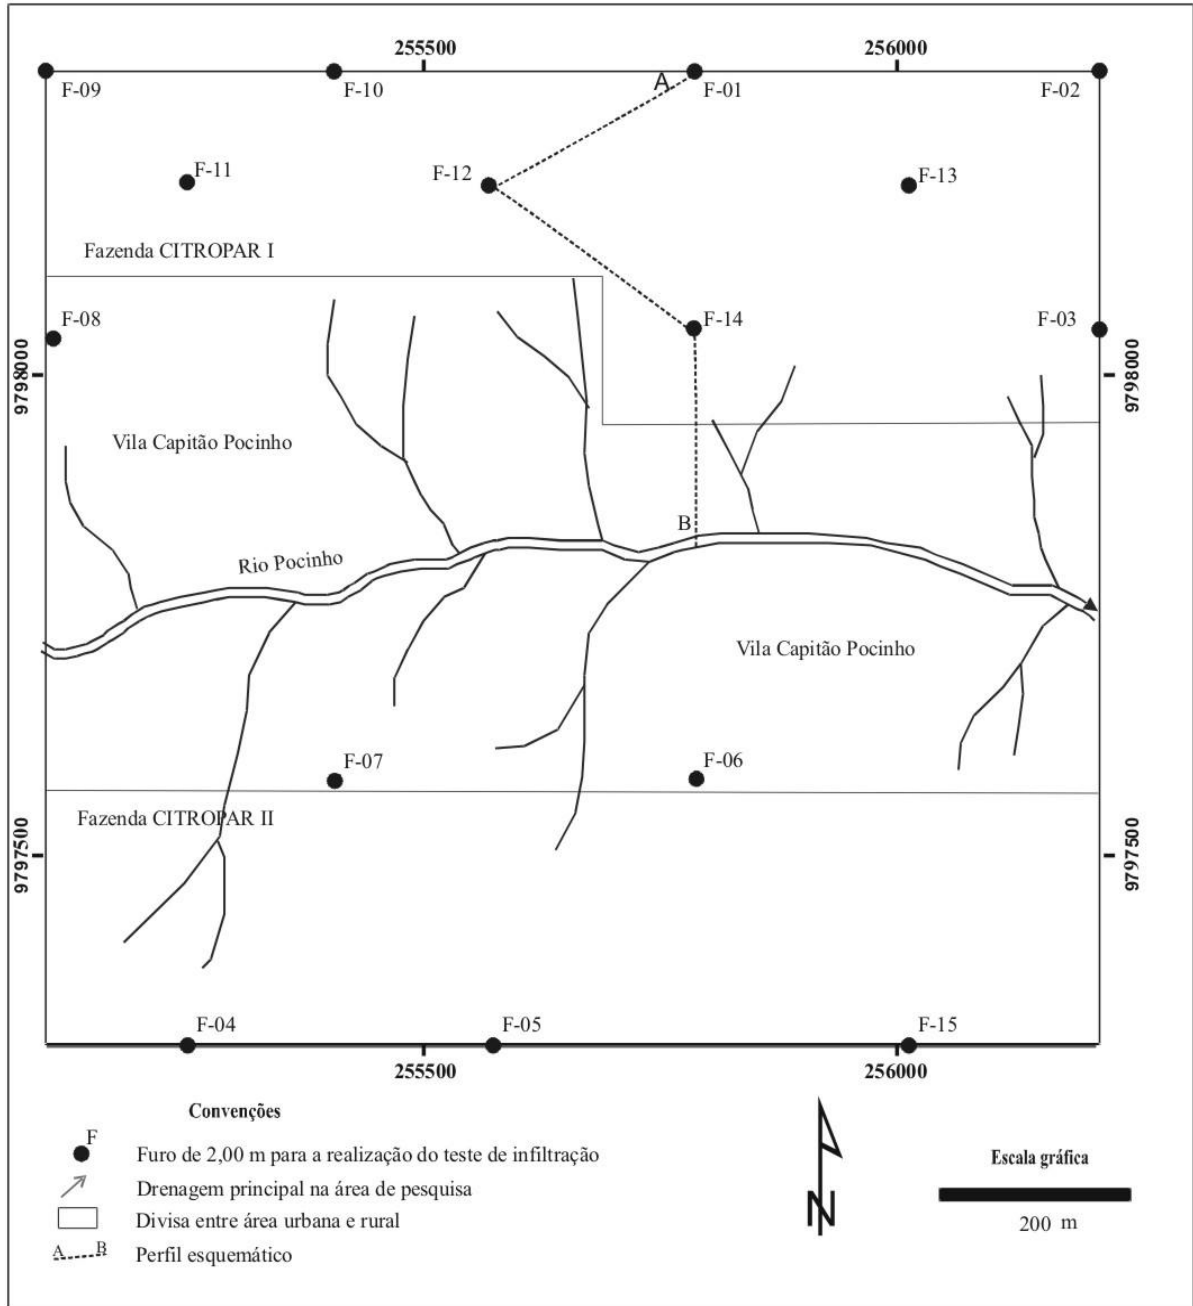 255500
256000
A
F-09
F-10
F-01
F-02
F-11
F-12
F-13
Fazenda CITROPAR I
F-08
F-14
F-03
9798000
9798000
Vila Capitão Pocinho
B
Rio Pocinho
Vila Capitão Pocinho
F-07
F-06
Fazenda CITROPAR II
9797500
9797500
F-04
F-05
F-15
255500
256000
Convenções
F
Furo de 2,00 m para a realização do teste de infiltração
Drenagem principal na área de pesquisa
Divisa entre área urbana e rural
A B
Perfil esquemático
N
Escala gráfica
200 m